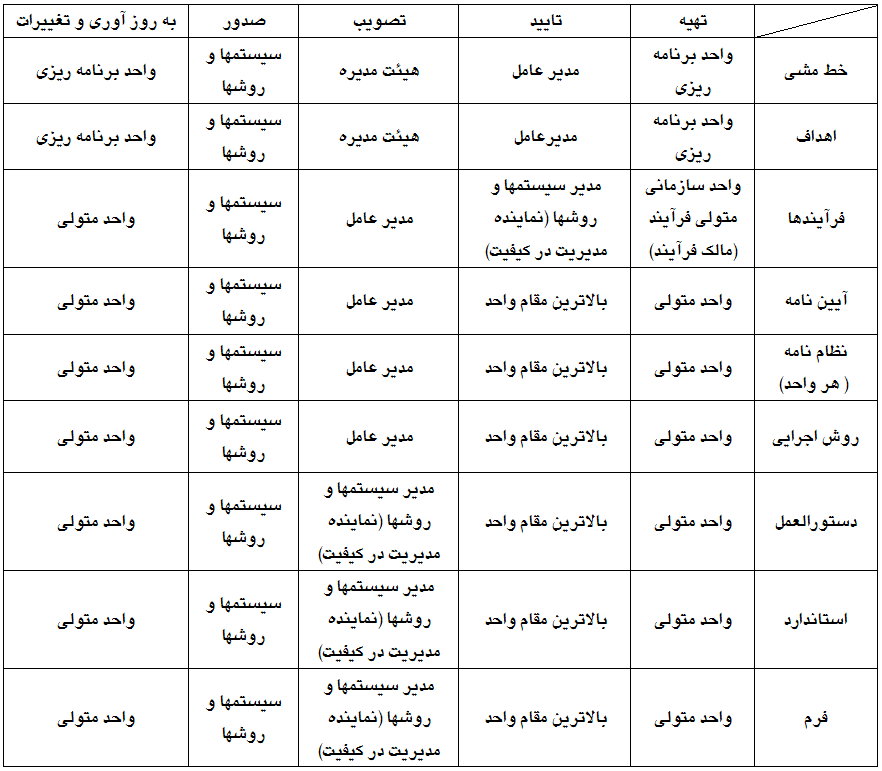 تهیه
تایید
تصویب
صدور
به روز آوری و تغییرات
خط مشی
واحد برنامه
ریزی
مدیر عامل
هیئت مدیره
سیستمها و
روشها
واحد برنامه ریزی
اهداف
واحد برنامه
ریزی
مدیرعامل
هیئت مدیره
سیستمها و
روشها
واحد برنامه ریزی
فرآیندها
واحد سازمانی
متولی فرآیند
(مالک فرآیند)
مدیر سیستمها و
روشها (نماینده
مدیریت در کیفیت)
مدیر عامل
سیستمها و
روشها
واحد متولی
آیین نامه
واحد متولی
بالاترین مقام واحد
مدیر عامل
سیستمها و
روشها
واحد متولی
نظام نامه
( هر واحد)
واحد متولی
بالاترین مقام واحد
مدیر عامل
سیستمها و
روشها
واحد متولی
روش اجرایی
واحد متولی
بالاترین مقام واحد
مدیر عامل
سیستمها و
روشها
واحد متولی
دستورالعمل
واحد متولی
بالاترین مقام واحد
مدیر سیستمها و
روشها (نماینده
مدیریت در کیفیت)
سیستمها و
روشها
واحد متولی
استاندارد
واحد متولی
بالاترین مقام واحد
مدیر سیستمها و
روشها (نماینده
مدیریت در کیفیت)
سیستمها و
روشها
واحد متولی
فرم
واحد متولی
بالاترین مقام واحد
مدیر سیستمها و
روشها (نماینده
مدیریت در کیفیت)
سیستمها و
روشها
واحد متولی